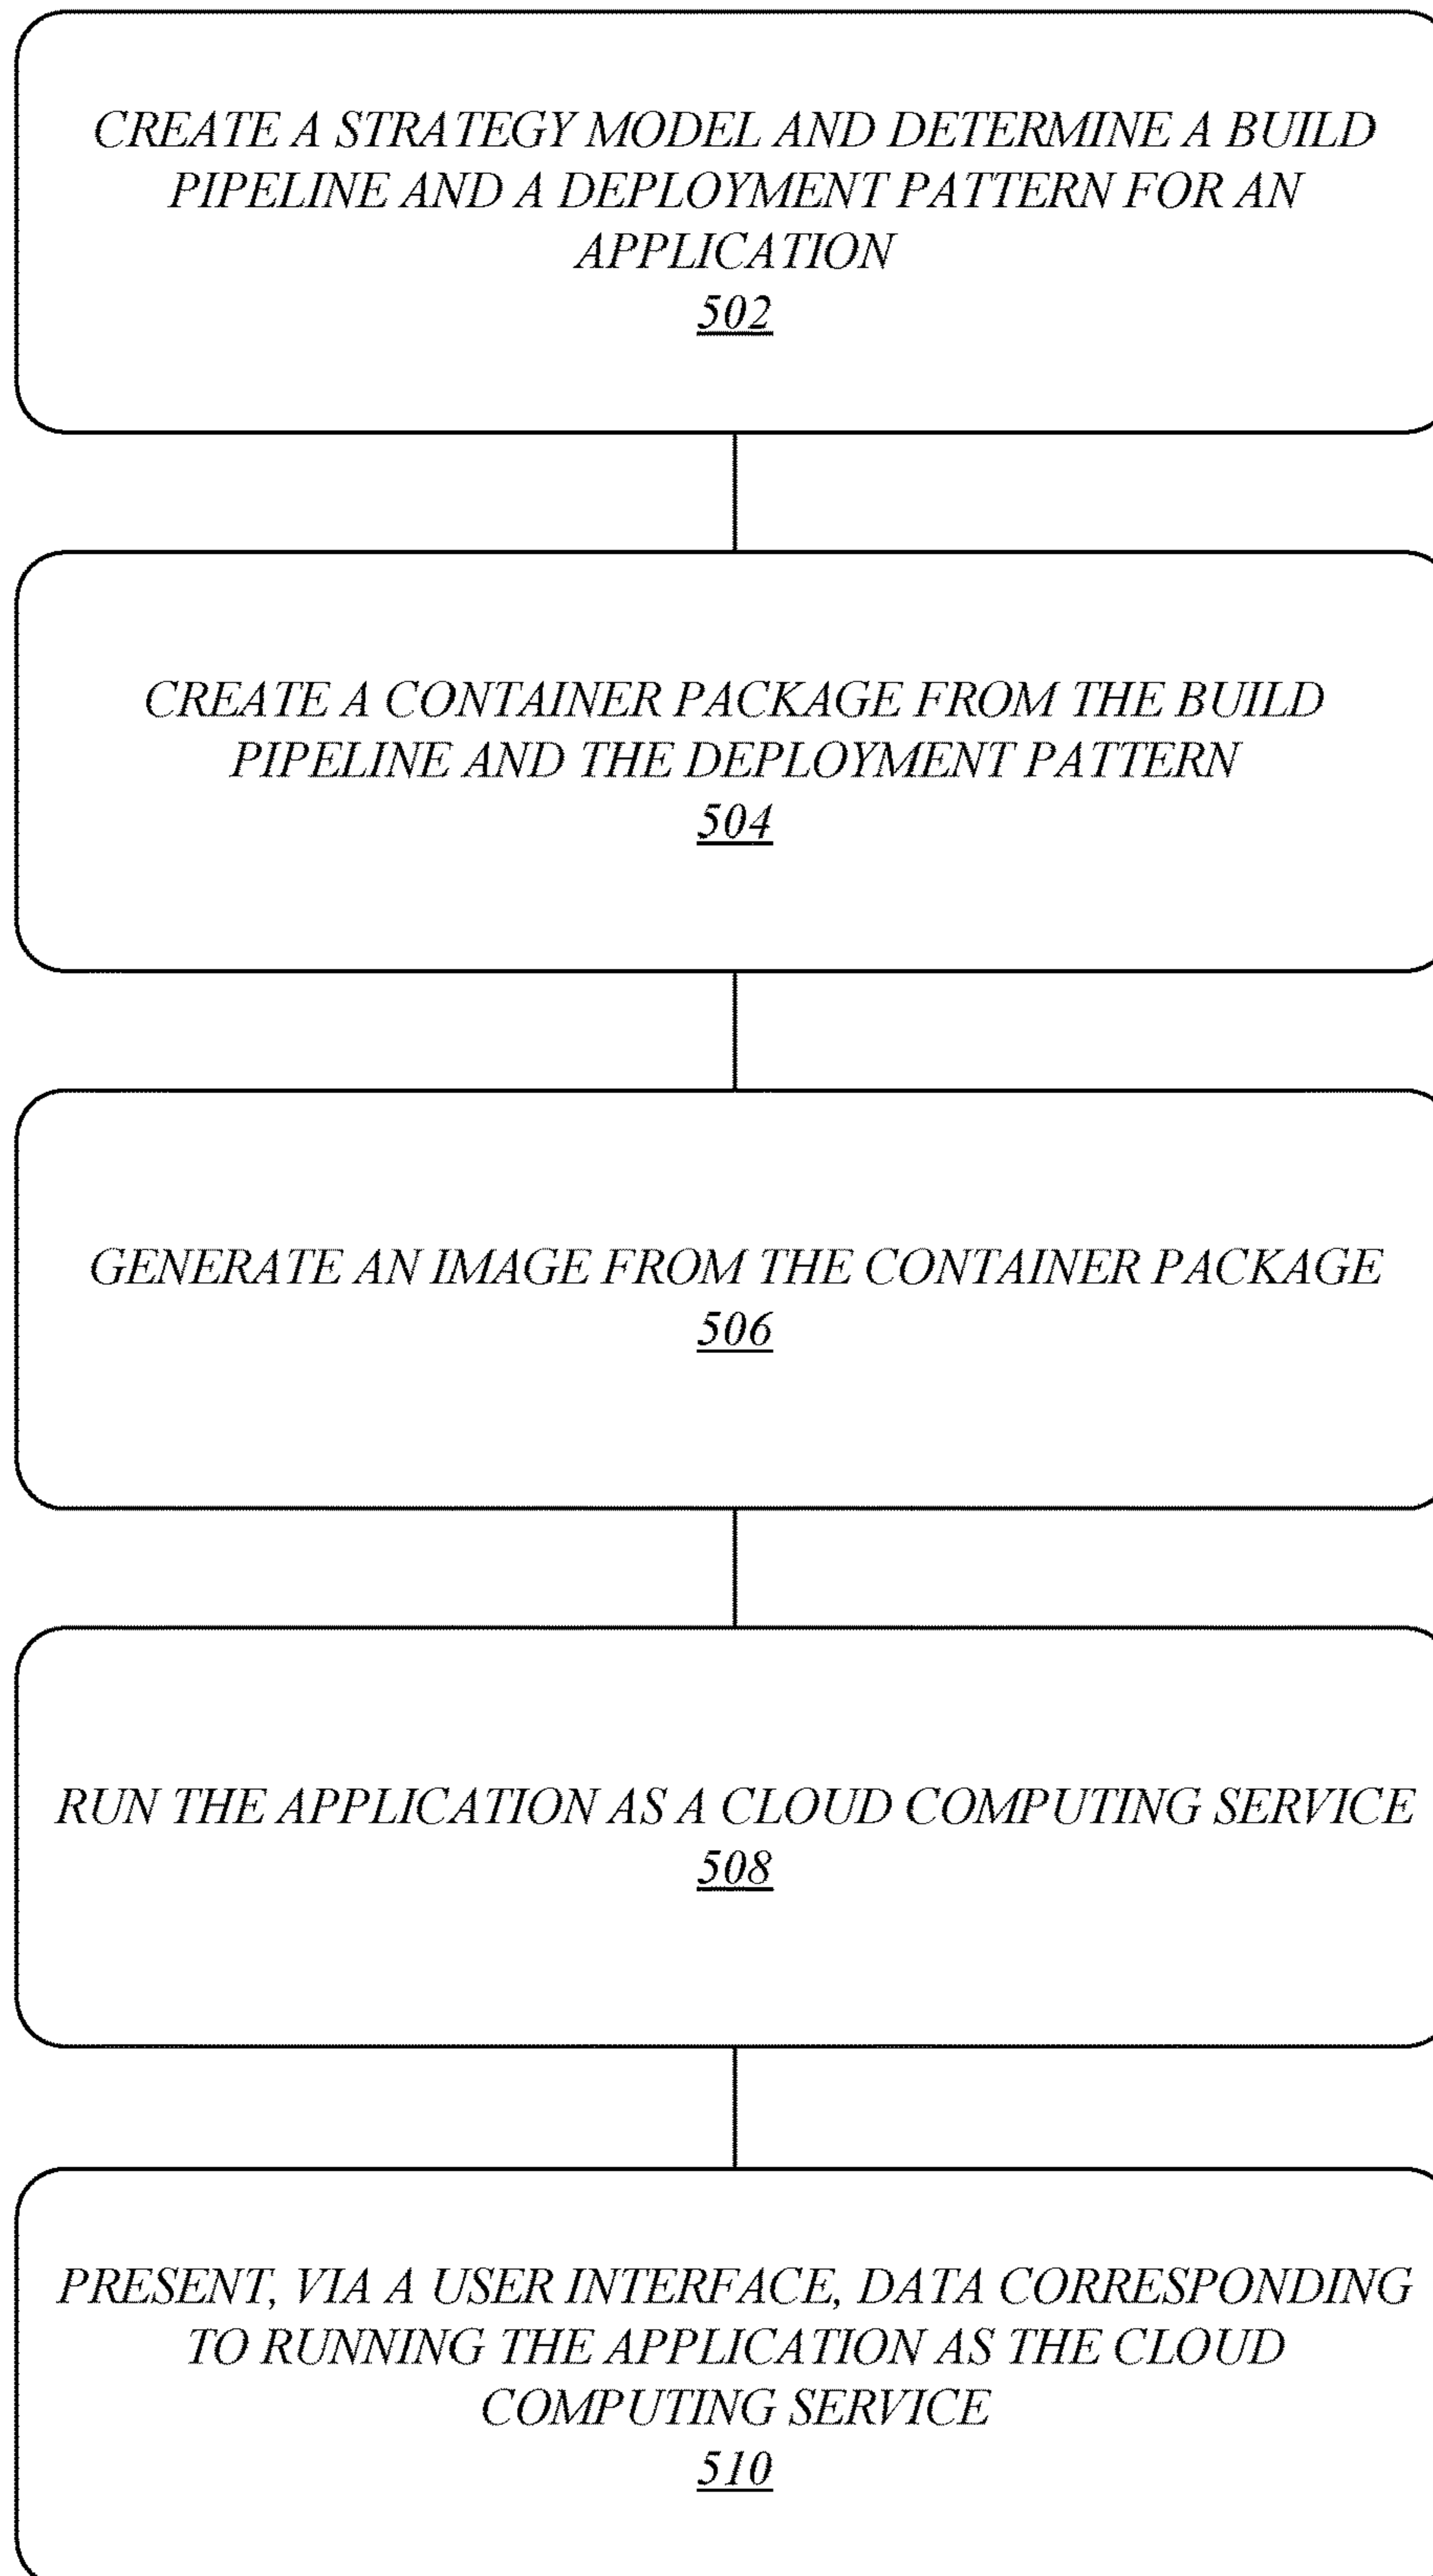 CREATE A STRATEGY MODEL AND DETERMINE A BUILD
PIPELINE AND A DEPLOYMENT PATTERN FOR AN
APPLICATION
502
CREATE A CONTAINER PACKAGE FROM THE BUILD
PIPELINE AND THE DEPLOYMENT PATTERN
504
GENERATE AN IMAGE FROM THE CONTAINER PACKAGE
506
RUN THE APPLICATION AS A CLOUD COMPUTING SERVICE
508
PRESENT, VIA A USER INTERFACE, DATA CORRESPONDING
TO RUNNING THE APPLICATION AS THE CLOUD
COMPUTING SERVICE
510